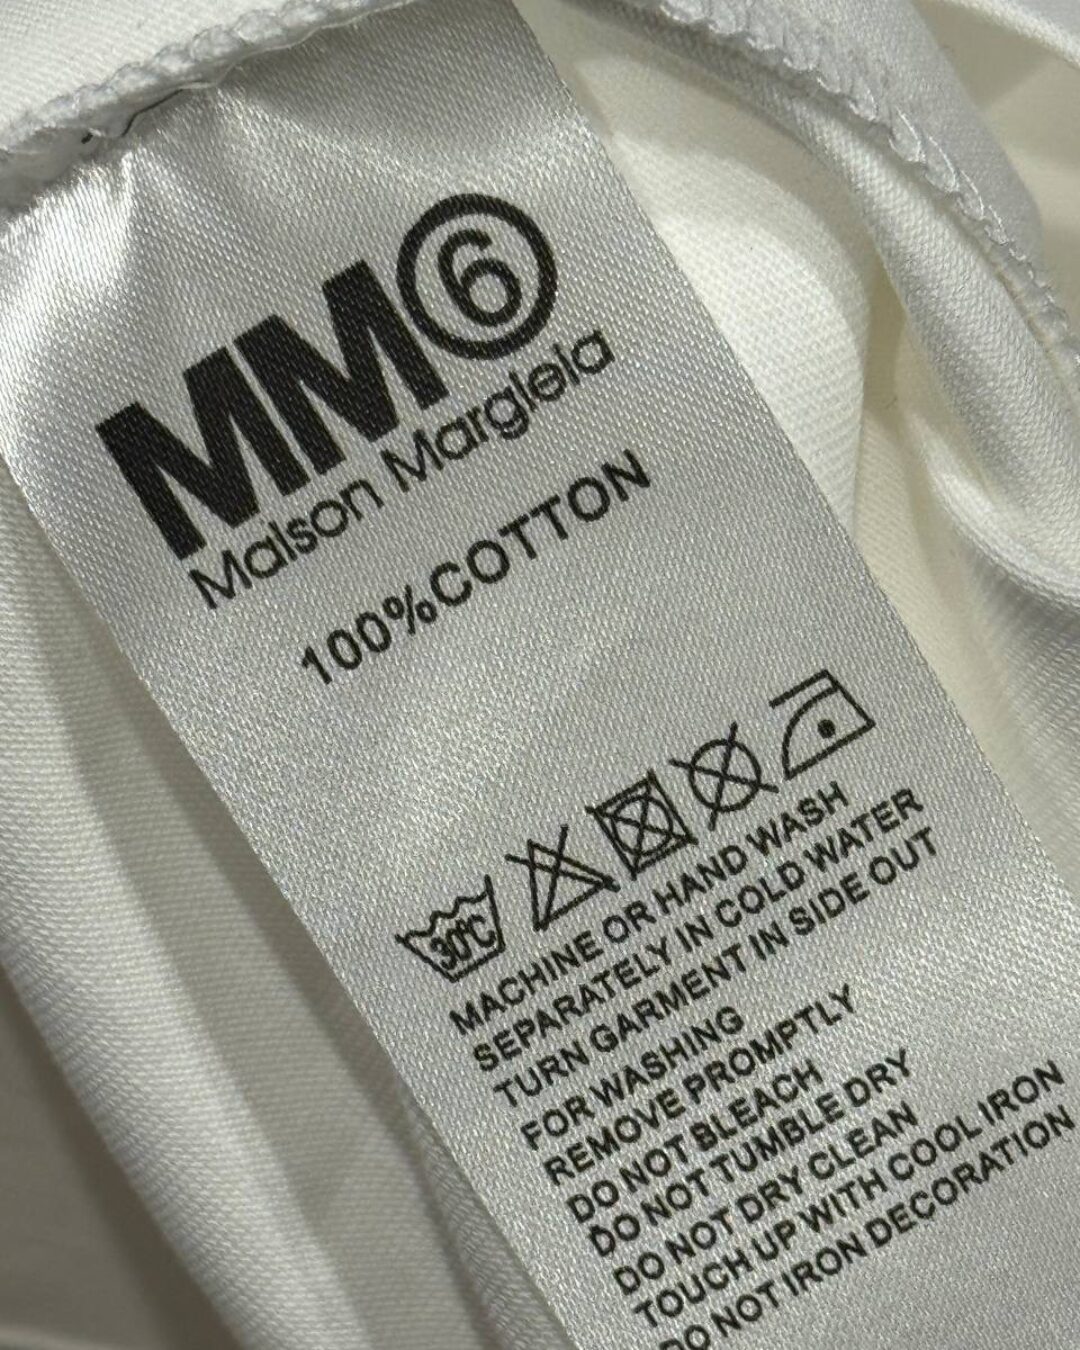 MM6
Maison Margleia
100%COTTON
30°C
MACHINE OR HAND WASH
SEPARATELY IN COLD WATER
TURN GARMENT IN SIDE OUT
FOR WASHING
REMOVE PROMPTLY
DO NOT BLEACH
DO NOT TUMBLE DRY
DO NOT DRY CLEAN
TOUCH UP WITH COOL IRON
DO NOT IRON DECORATION